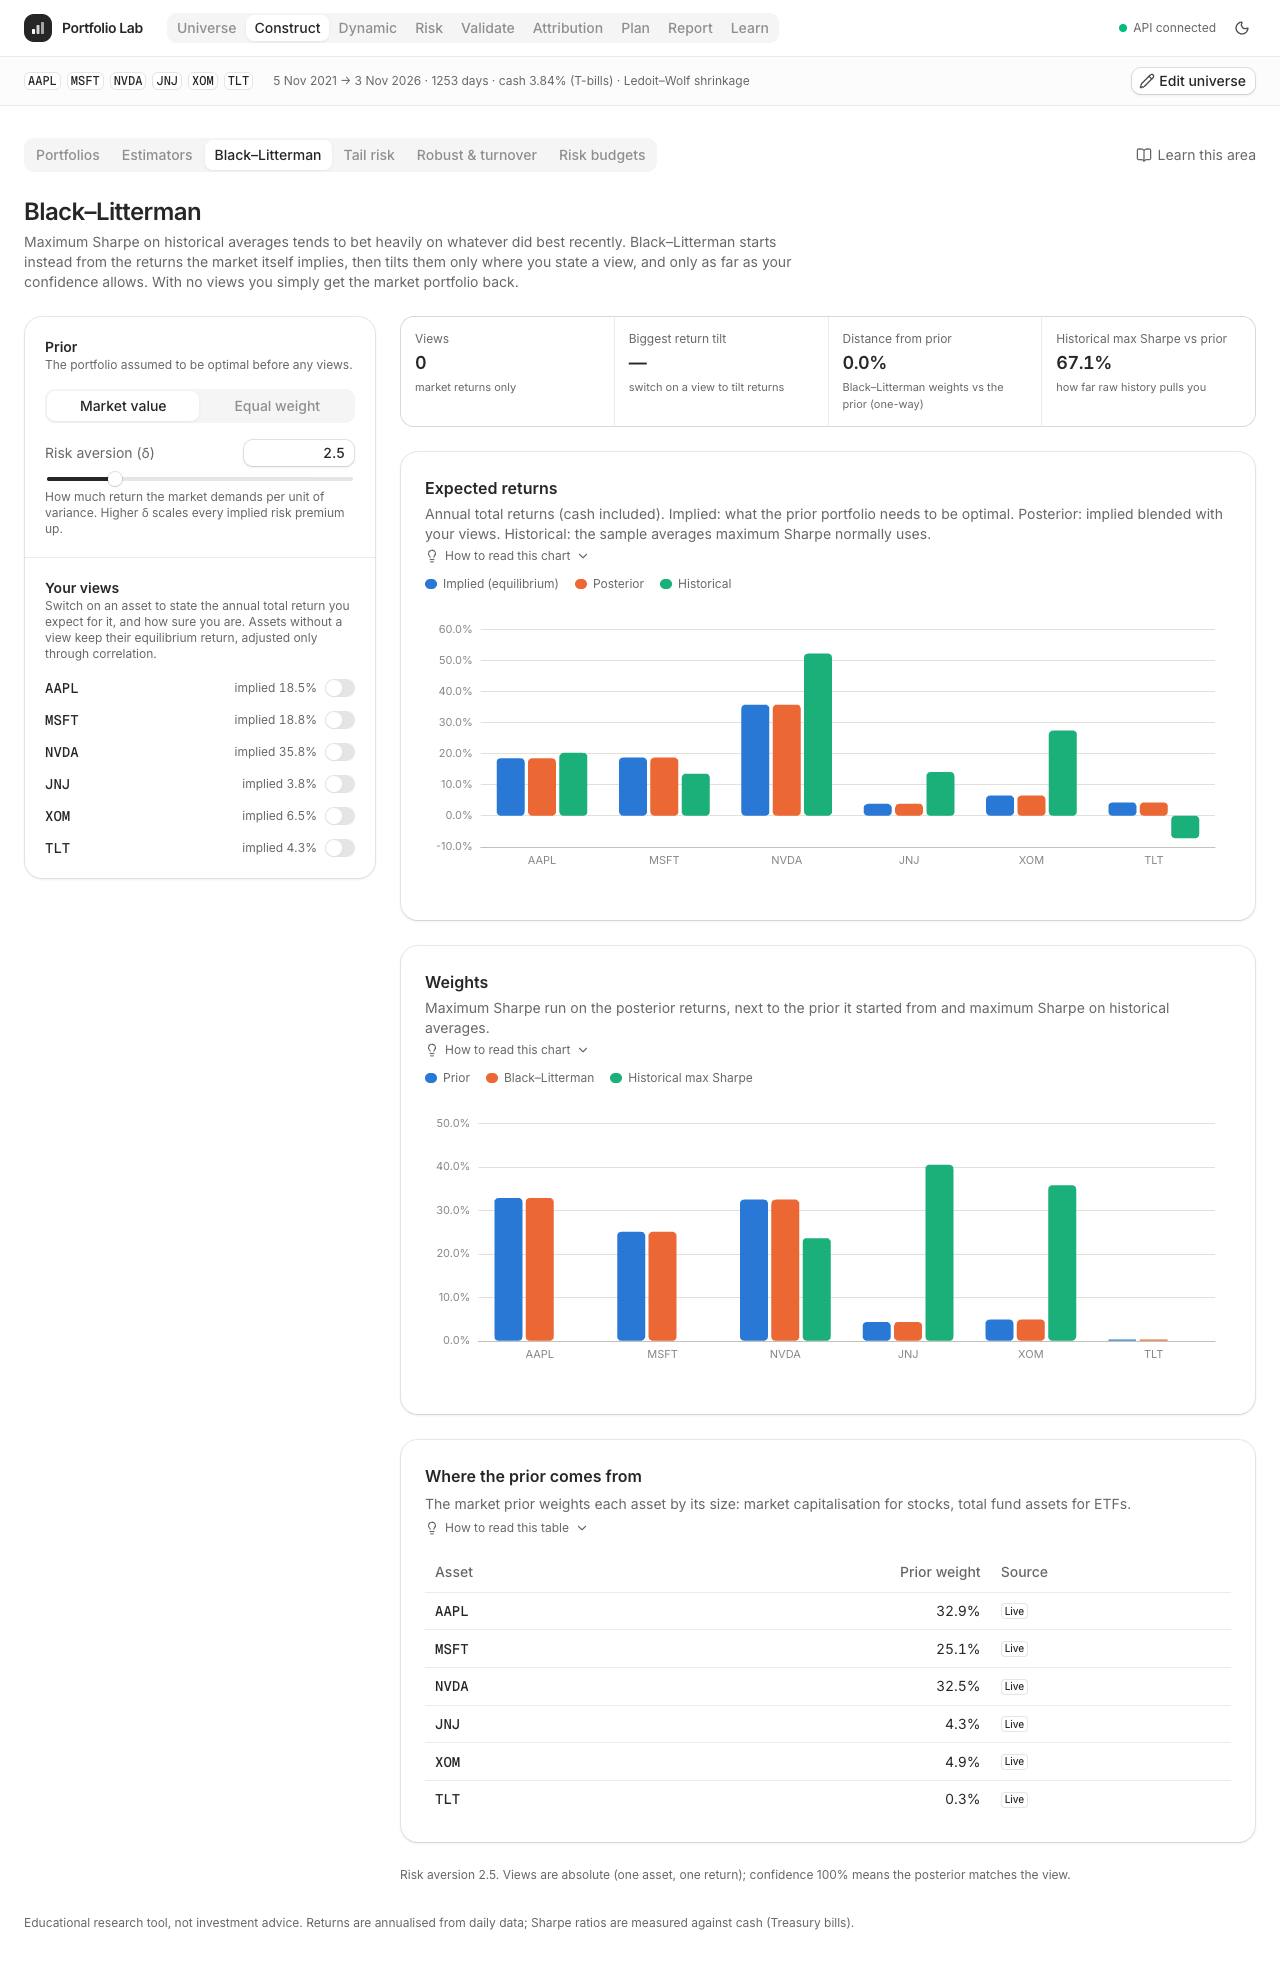 Portfolio Lab
Universe
Construct
Dynamic
Risk
Validate
Attribution
Plan
Report
Learn
API connected
AAPL MSFT NVDA JNJ XOM TLT
5 Nov 2021 → 3 Nov 2026 · 1253 days · cash 3.84% (T-bills) · Ledoit–Wolf shrinkage
Edit universe
Portfolios
Estimators
Black–Litterman
Tail risk
Robust & turnover
Risk budgets
Learn this area
Black–Litterman
Maximum Sharpe on historical averages tends to bet heavily on whatever did best recently. Black–Litterman starts
instead from the returns the market itself implies, then tilts them only where you state a view, and only as far as your
confidence allows. With no views you simply get the market portfolio back.
Prior
The portfolio assumed to be optimal before any views.
Market value
Equal weight
Risk aversion (δ)
2.5
How much return the market demands per unit of
variance. Higher δ scales every implied risk premium
up.
Your views
Switch on an asset to state the annual total return you
expect for it, and how sure you are. Assets without a
view keep their equilibrium return, adjusted only
through correlation.
AAPL implied 18.5%
MSFT implied 18.8%
NVDA implied 35.8%
JNJ implied 3.8%
XOM implied 6.5%
TLT implied 4.3%
Views
0
market returns only
Biggest return tilt
—
switch on a view to tilt returns
Distance from prior
0.0%
Black–Litterman weights vs the
prior (one-way)
Historical max Sharpe vs prior
67.1%
how far raw history pulls you
Expected returns
Annual total returns (cash included). Implied: what the prior portfolio needs to be optimal. Posterior: implied blended with
your views. Historical: the sample averages maximum Sharpe normally uses.
How to read this chart
Implied (equilibrium)
Posterior
Historical
60.0%
50.0%
40.0%
30.0%
20.0%
10.0%
0.0%
-10.0%
AAPL
MSFT
NVDA
JNJ
XOM
TLT
Weights
Maximum Sharpe run on the posterior returns, next to the prior it started from and maximum Sharpe on historical
averages.
How to read this chart
Prior
Black–Litterman
Historical max Sharpe
50.0%
40.0%
30.0%
20.0%
10.0%
0.0%
AAPL
MSFT
NVDA
JNJ
XOM
TLT
Where the prior comes from
The market prior weights each asset by its size: market capitalisation for stocks, total fund assets for ETFs.
How to read this table
Asset Prior weight Source
AAPL 32.9% Live
MSFT 25.1% Live
NVDA 32.5% Live
JNJ 4.3% Live
XOM 4.9% Live
TLT 0.3% Live
Risk aversion 2.5. Views are absolute (one asset, one return); confidence 100% means the posterior matches the view.
Educational research tool, not investment advice. Returns are annualised from daily data; Sharpe ratios are measured against cash (Treasury bills).